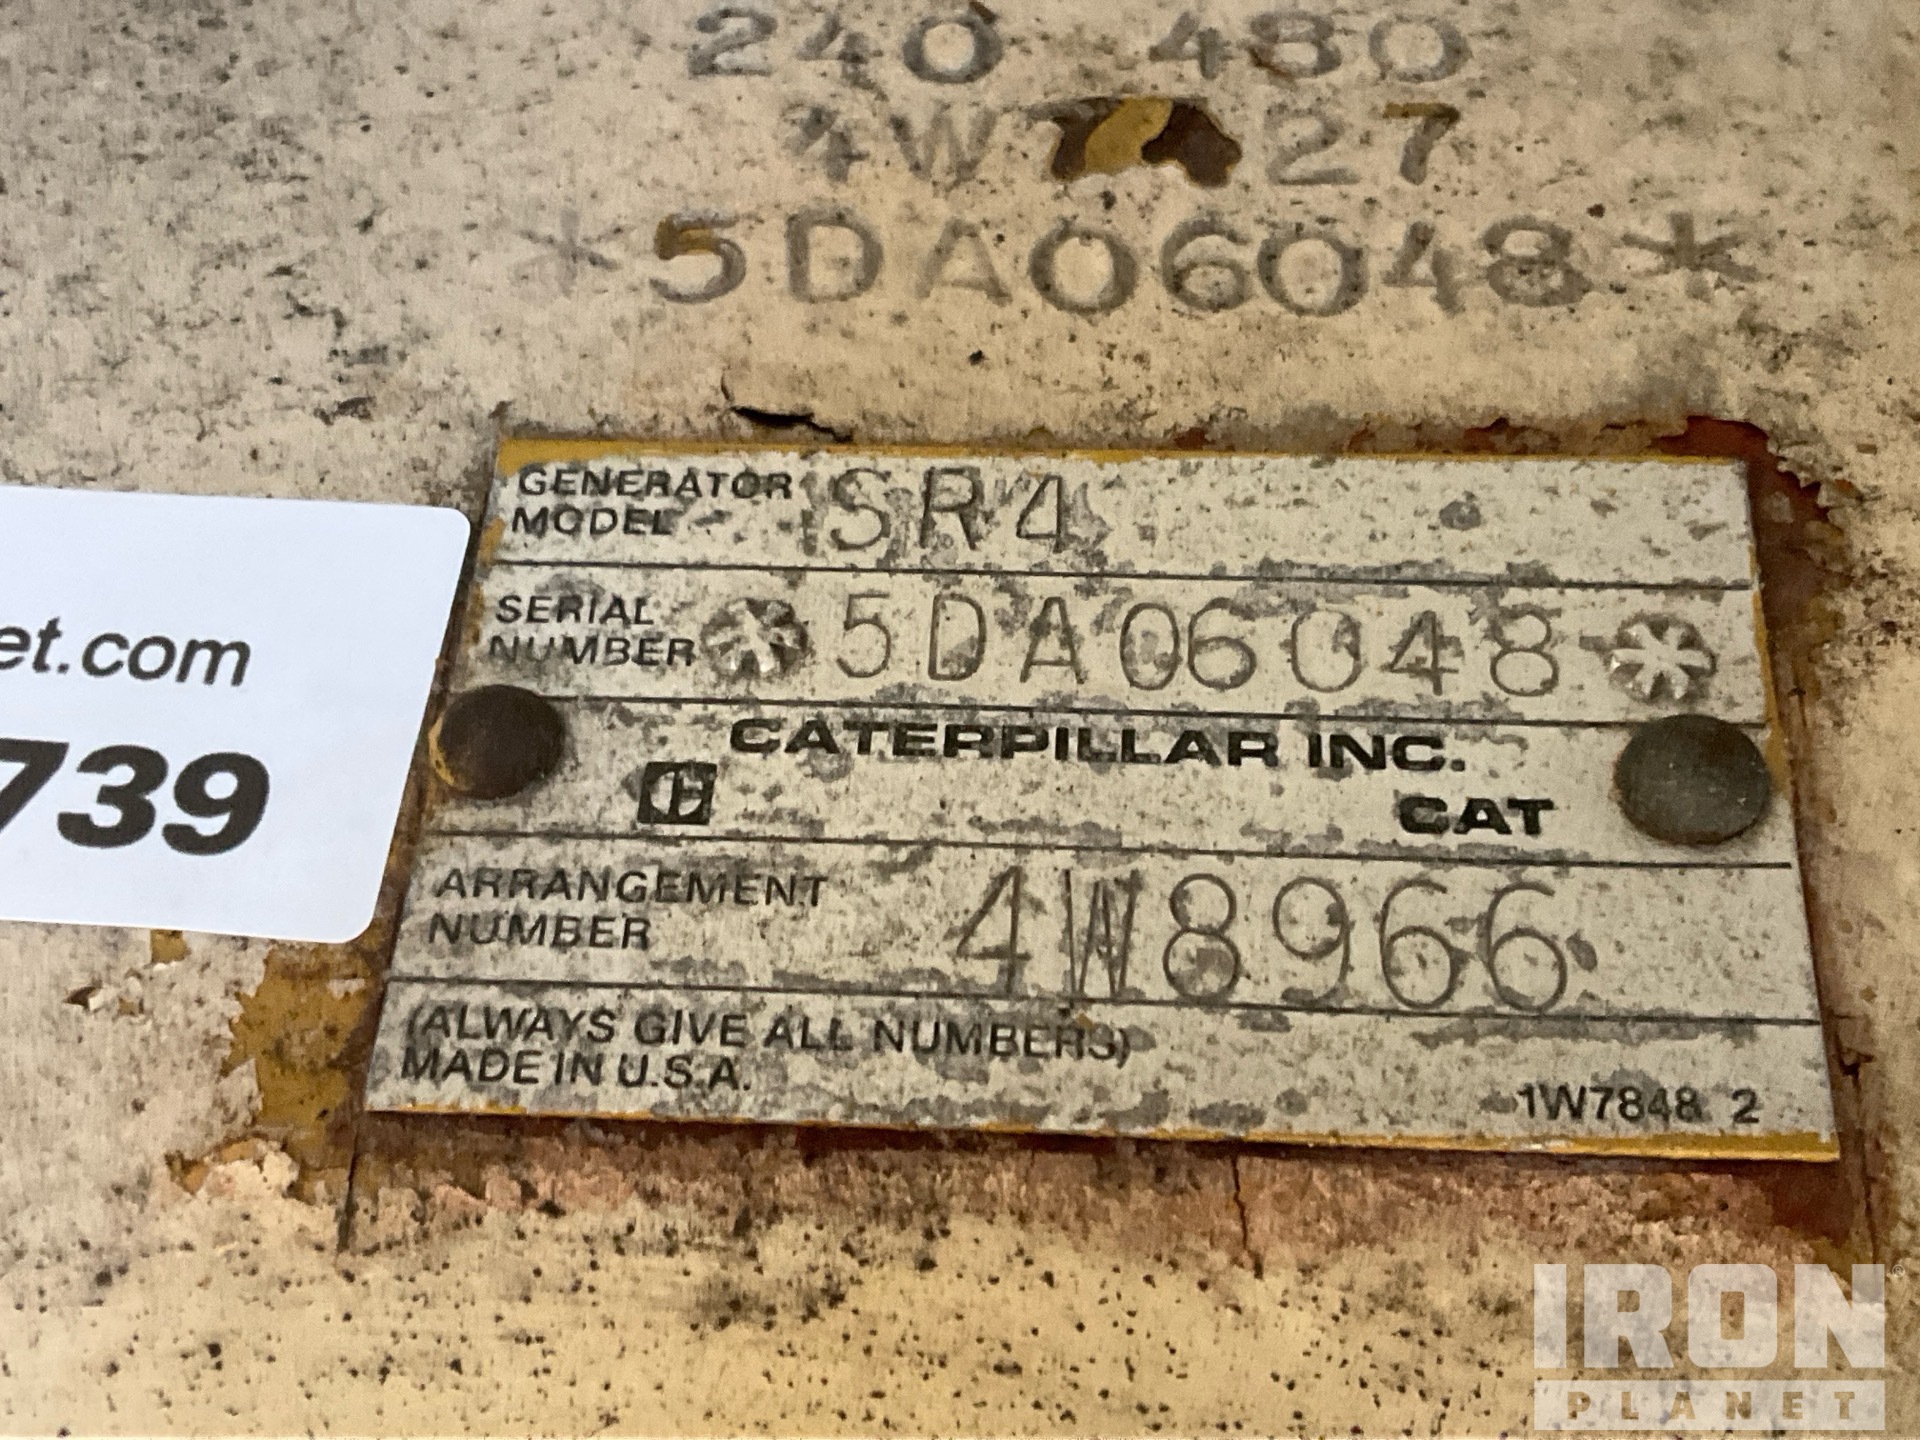 240 480
27
*5DA06048*
GENERATOR MODEL SR4
SERIAL NUMBER *5DA06048*
CATERPILLAR INC.
CAT
ARRANGEMENT NUMBER 4W8966
(ALWAYS GIVE ALL NUMBERS)
MADE IN U.S.A.
1W7848 2
et.com
739
IRON
PLANET